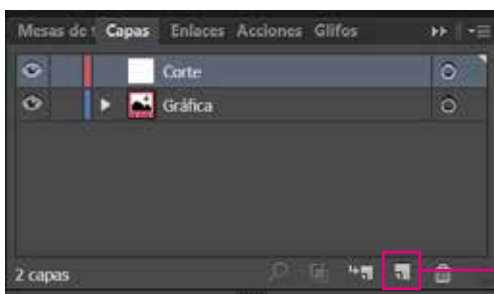 Mesas de t Capas Enlaces Acciones Glifos
Corte
Gráfica
2 capas